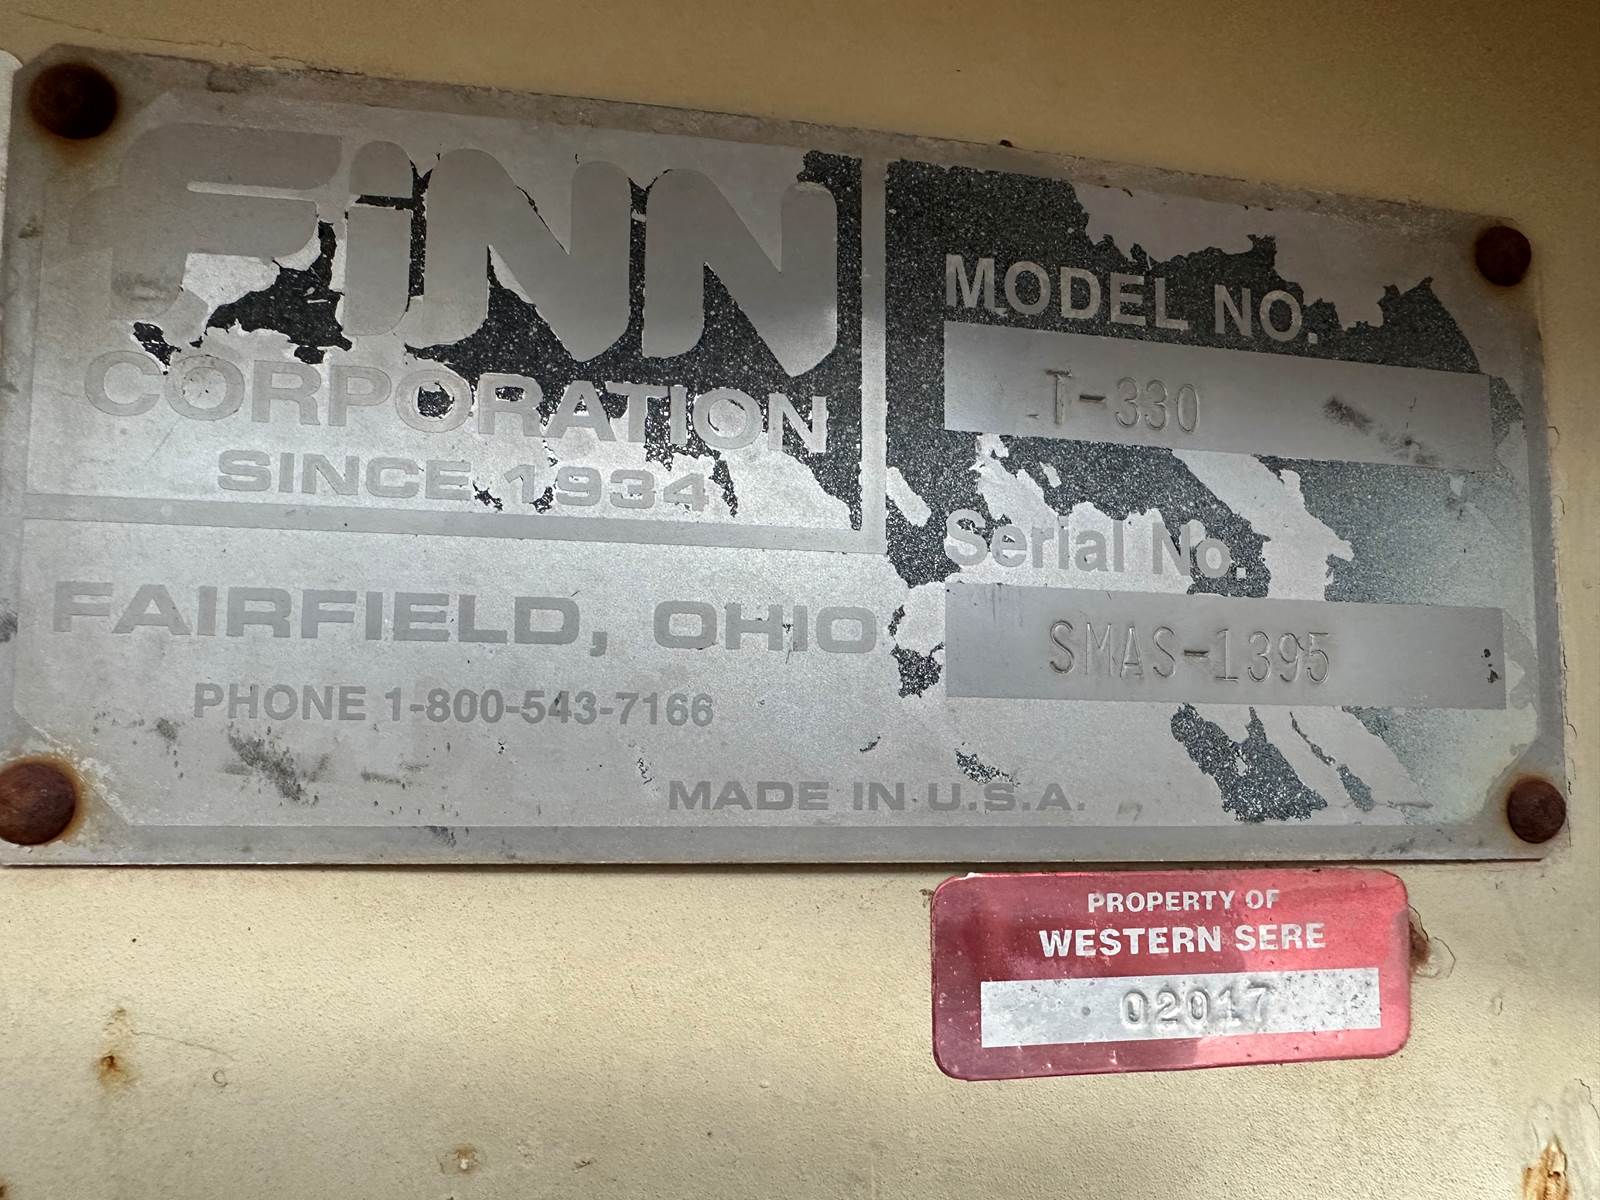 FiNN
CORPORATION
SINCE 1934
FAIRFIELD, OHIO
PHONE 1-800-543-7166
MADE IN U.S.A.
MODEL NO.
T-330
Serial No.
SMAS-1395
PROPERTY OF
WESTERN SERE
02017